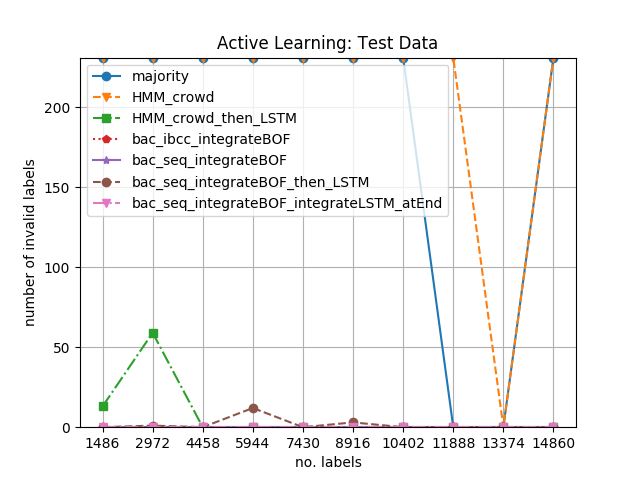 Active Learning: Test Data
number of invalid labels
200
150
100
50
0
majority
HMM_crowd
HMM_crowd_then_LSTM
bac_ibcc_integrateBOF
bac_seq_integrateBOF
bac_seq_integrateBOF_then_LSTM
bac_seq_integrateBOF_integrateLSTM_atEnd
1486 2972 4458 5944 7430 8916 10402 11888 13374 14860
no. labels